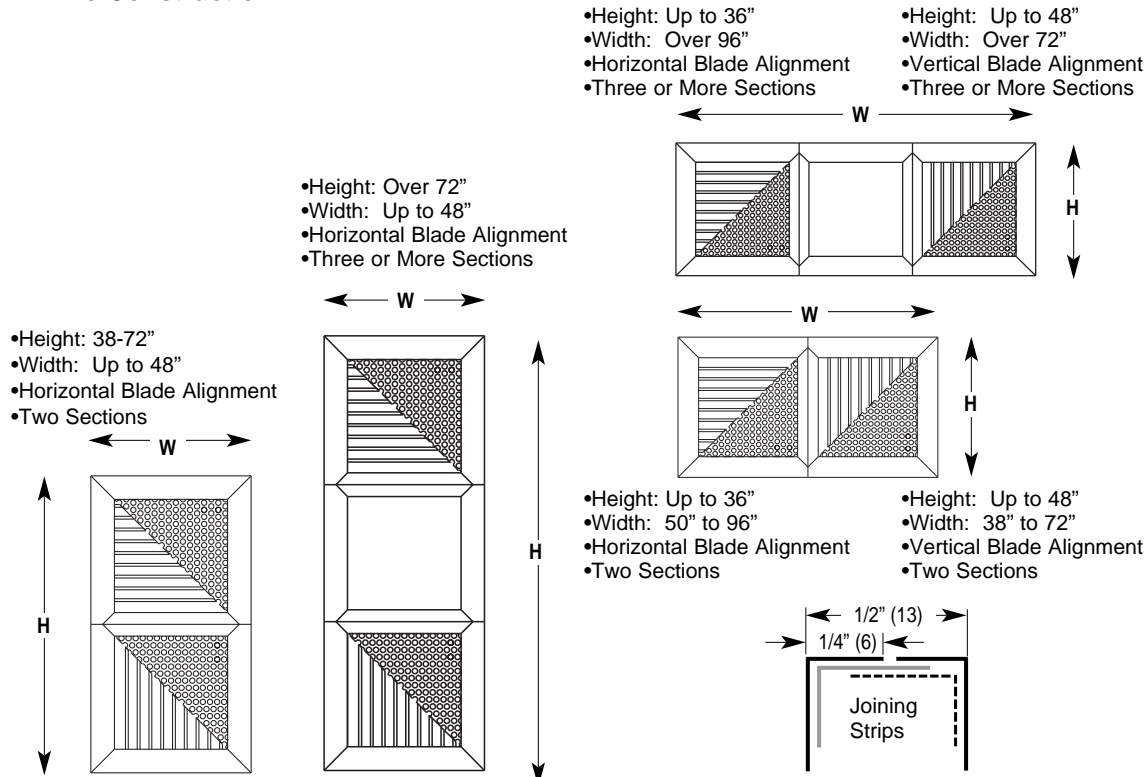 •Height: Up to 36”
•Width: Over 96”
•Horizontal Blade Alignment
•Three or More Sections
•Height: Up to 48”
•Width: Over 72”
•Vertical Blade Alignment
•Three or More Sections
W
H
•Height: Over 72”
•Width: Up to 48”
•Horizontal Blade Alignment
•Three or More Sections
W
H
•Height: 38-72”
•Width: Up to 48”
•Horizontal Blade Alignment
•Two Sections
W
H
W
H
•Height: Up to 36”
•Width: 50” to 96”
•Horizontal Blade Alignment
•Two Sections
•Height: Up to 48”
•Width: 38” to 72”
•Vertical Blade Alignment
•Two Sections
1/2” (13)
1/4” (6)
Joining
Strips